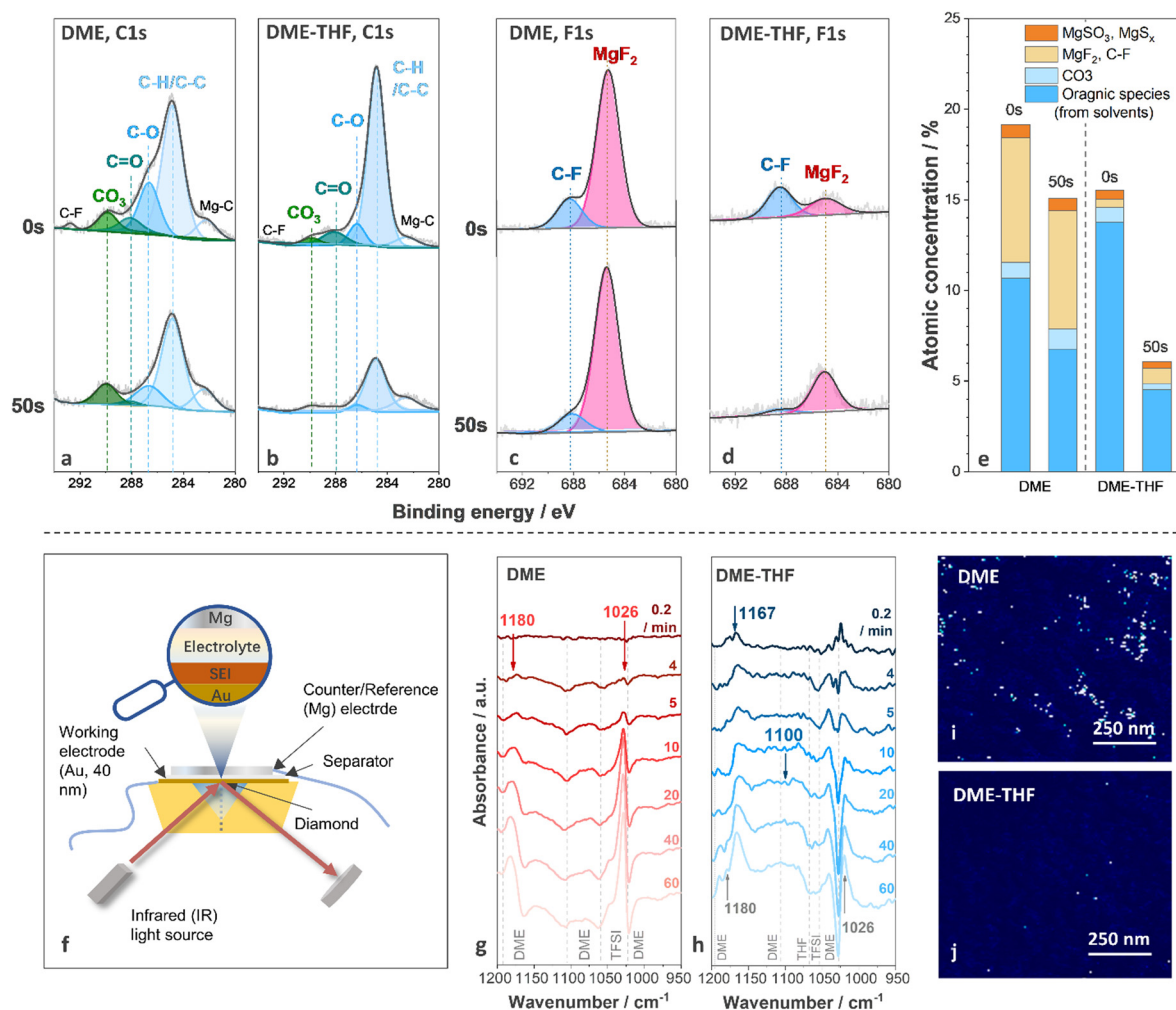 DME, C1s
C-H/C-C
C-O
C=O
CO3
C-F
Mg-C
0s
50s
292 288 284 280
a
DME-THF, C1s
C-H
/C-C
C-O
C=O
CO3
C-F
Mg-C
292 288 284 280
b
DME, F1s
MgF2
C-F
0s
50s
692 688 684 680
c
DME-THF, F1s
C-F
MgF2
692 688 684 680
d
Binding energy / eV
Atomic concentration / %
25
20
15
10
5
0
MgSO3, MgSx
MgF2, C-F
CO3
Oragnic species
(from solvents)
0s
50s
0s
50s
e
DME DME-THF
Mg
Electrolyte
SEI
Au
Counter/Reference
(Mg) electrde
Working
electrode
(Au, 40
nm)
Separator
Diamond
Infrared (IR)
light source
f
DME
Absorbance / a.u.
1180
1026
0.2
/ min
4
5
10
20
40
60
DME
DME
TFSI
DME
g
1200 1150 1100 1050 1000 950
Wavenumber / cm-1
DME-THF
1167
0.2
/ min
4
5
1100
10
20
40
60
1180
1026
DME
DME
THF
TFSI
DME
h
1200 1150 1100 1050 1000 950
Wavenumber / cm-1
DME
i
250 nm
DME-THF
j
250 nm